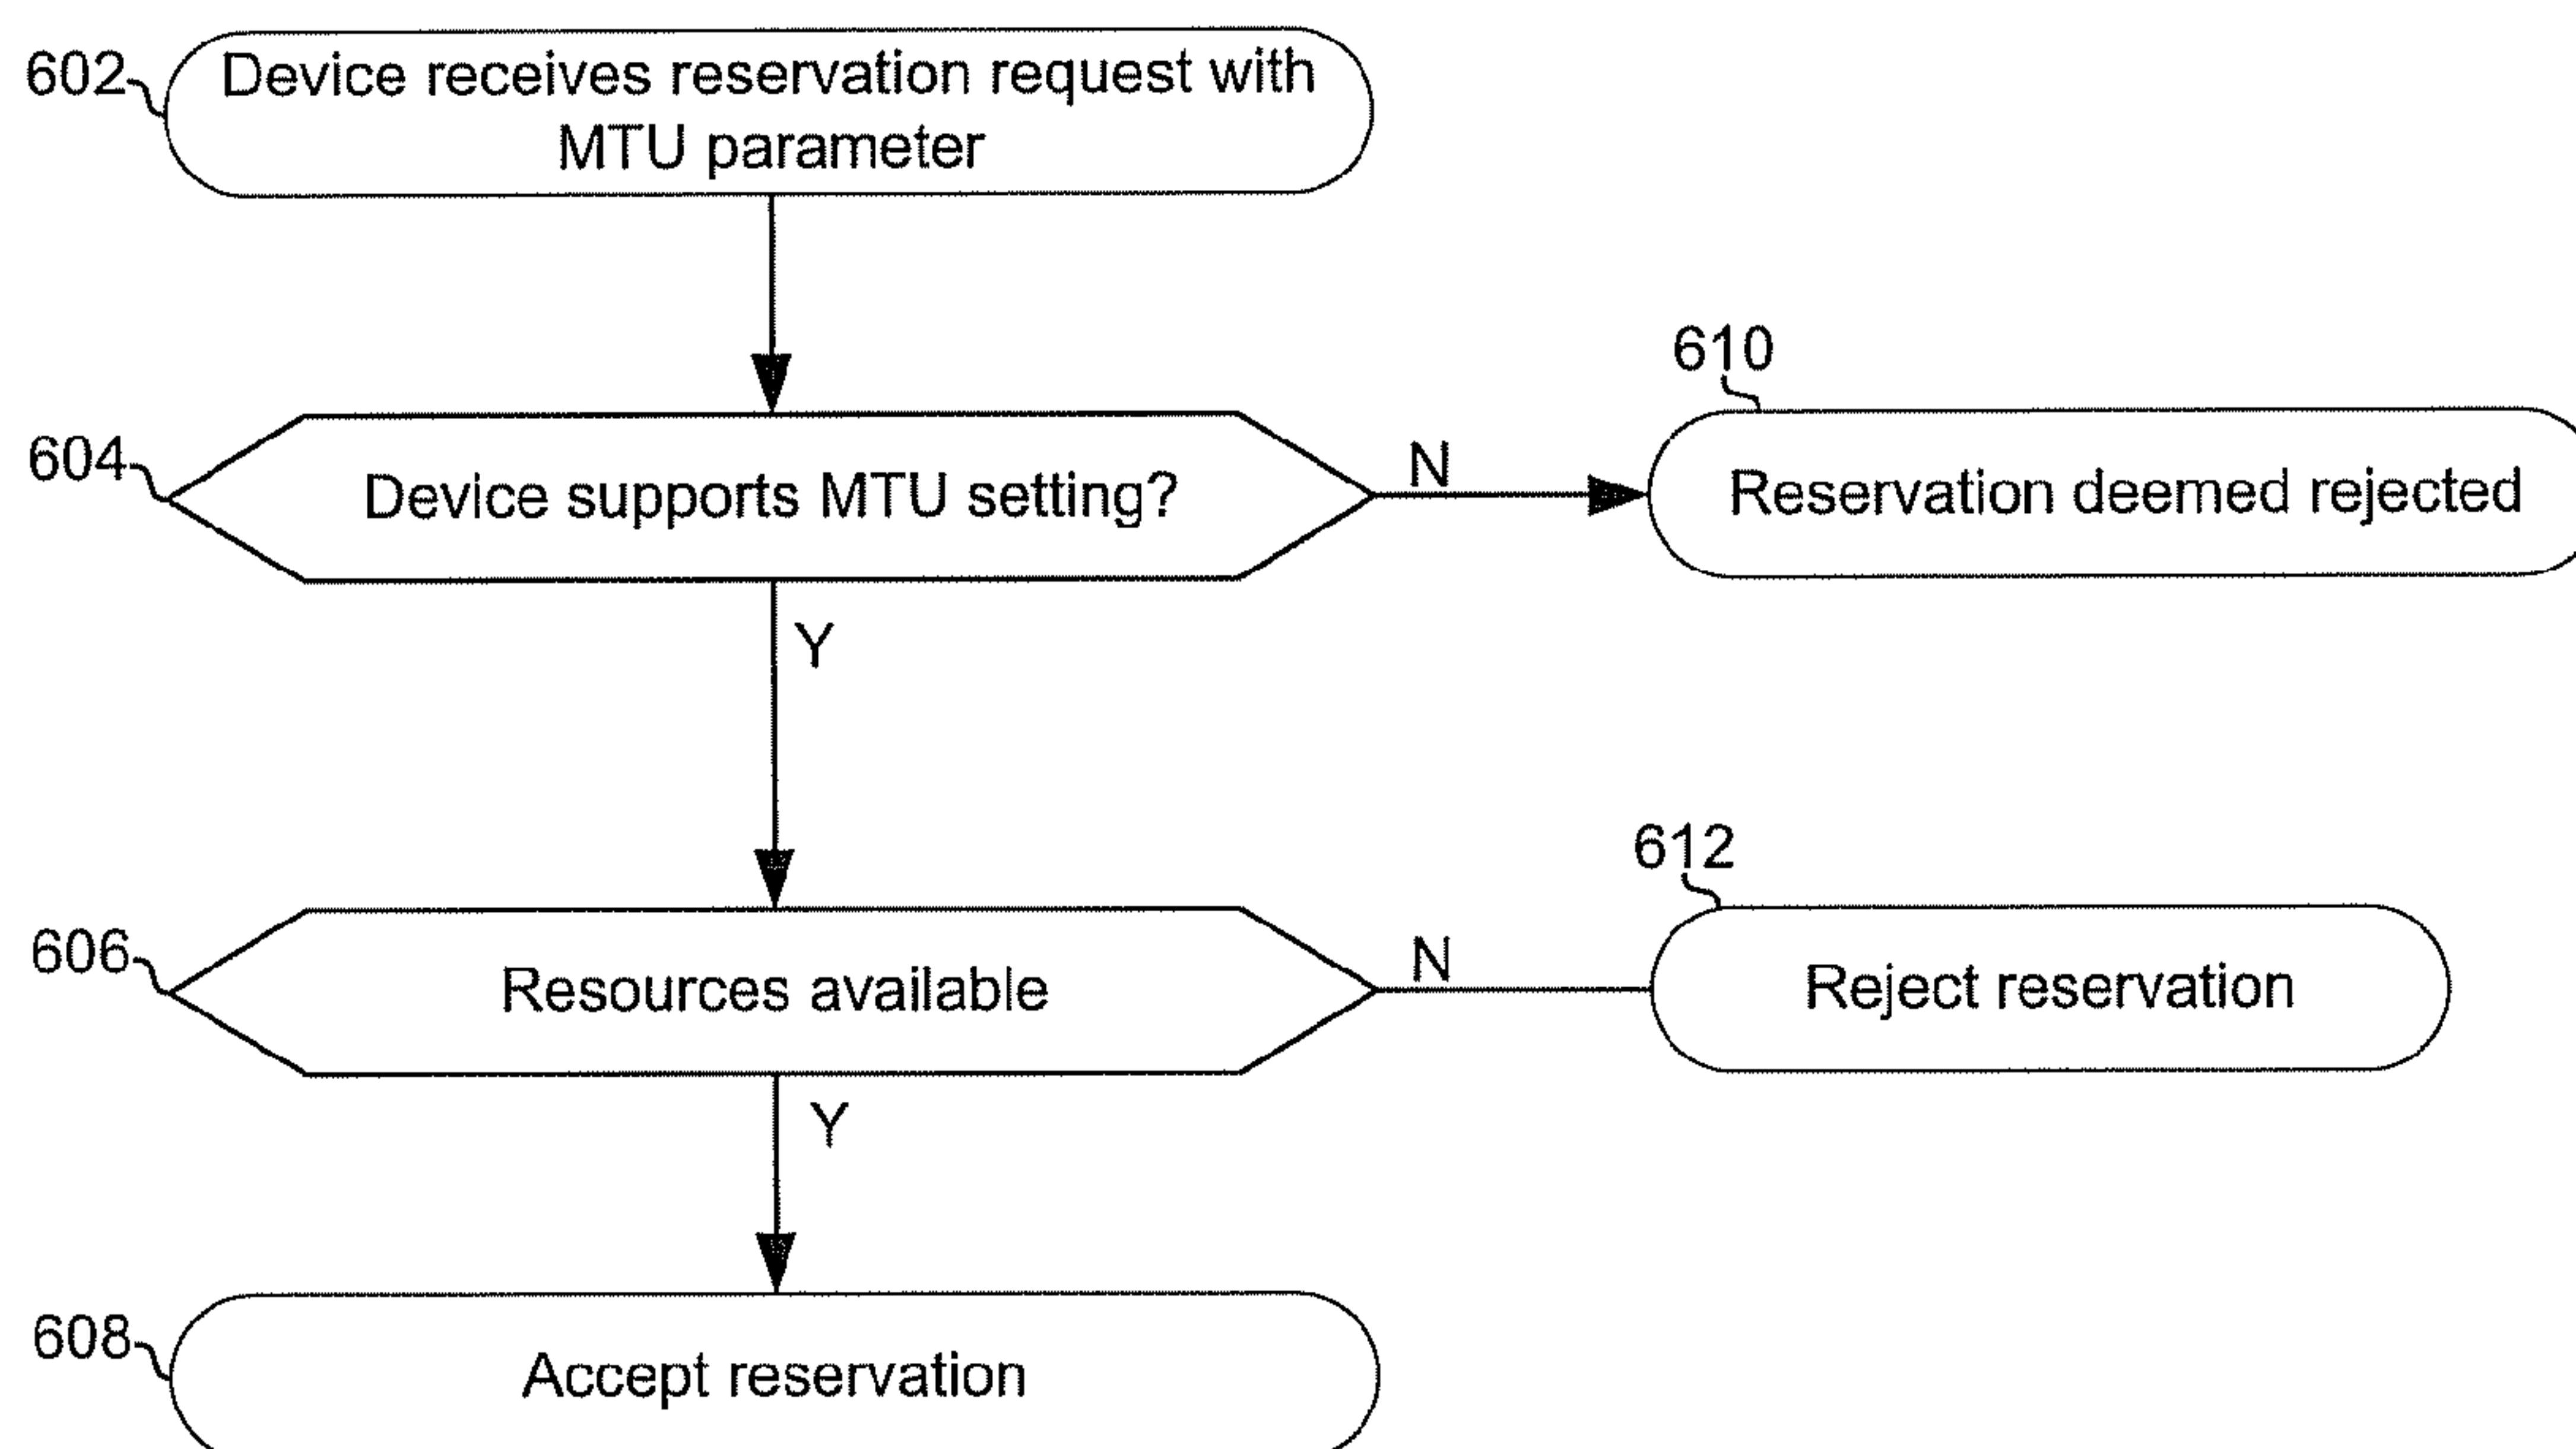 602
Device receives reservation request with
MTU parameter
610
604
Device supports MTU setting?
N
Reservation deemed rejected
Y
612
606
Resources available
N
Reject reservation
Y
608
Accept reservation